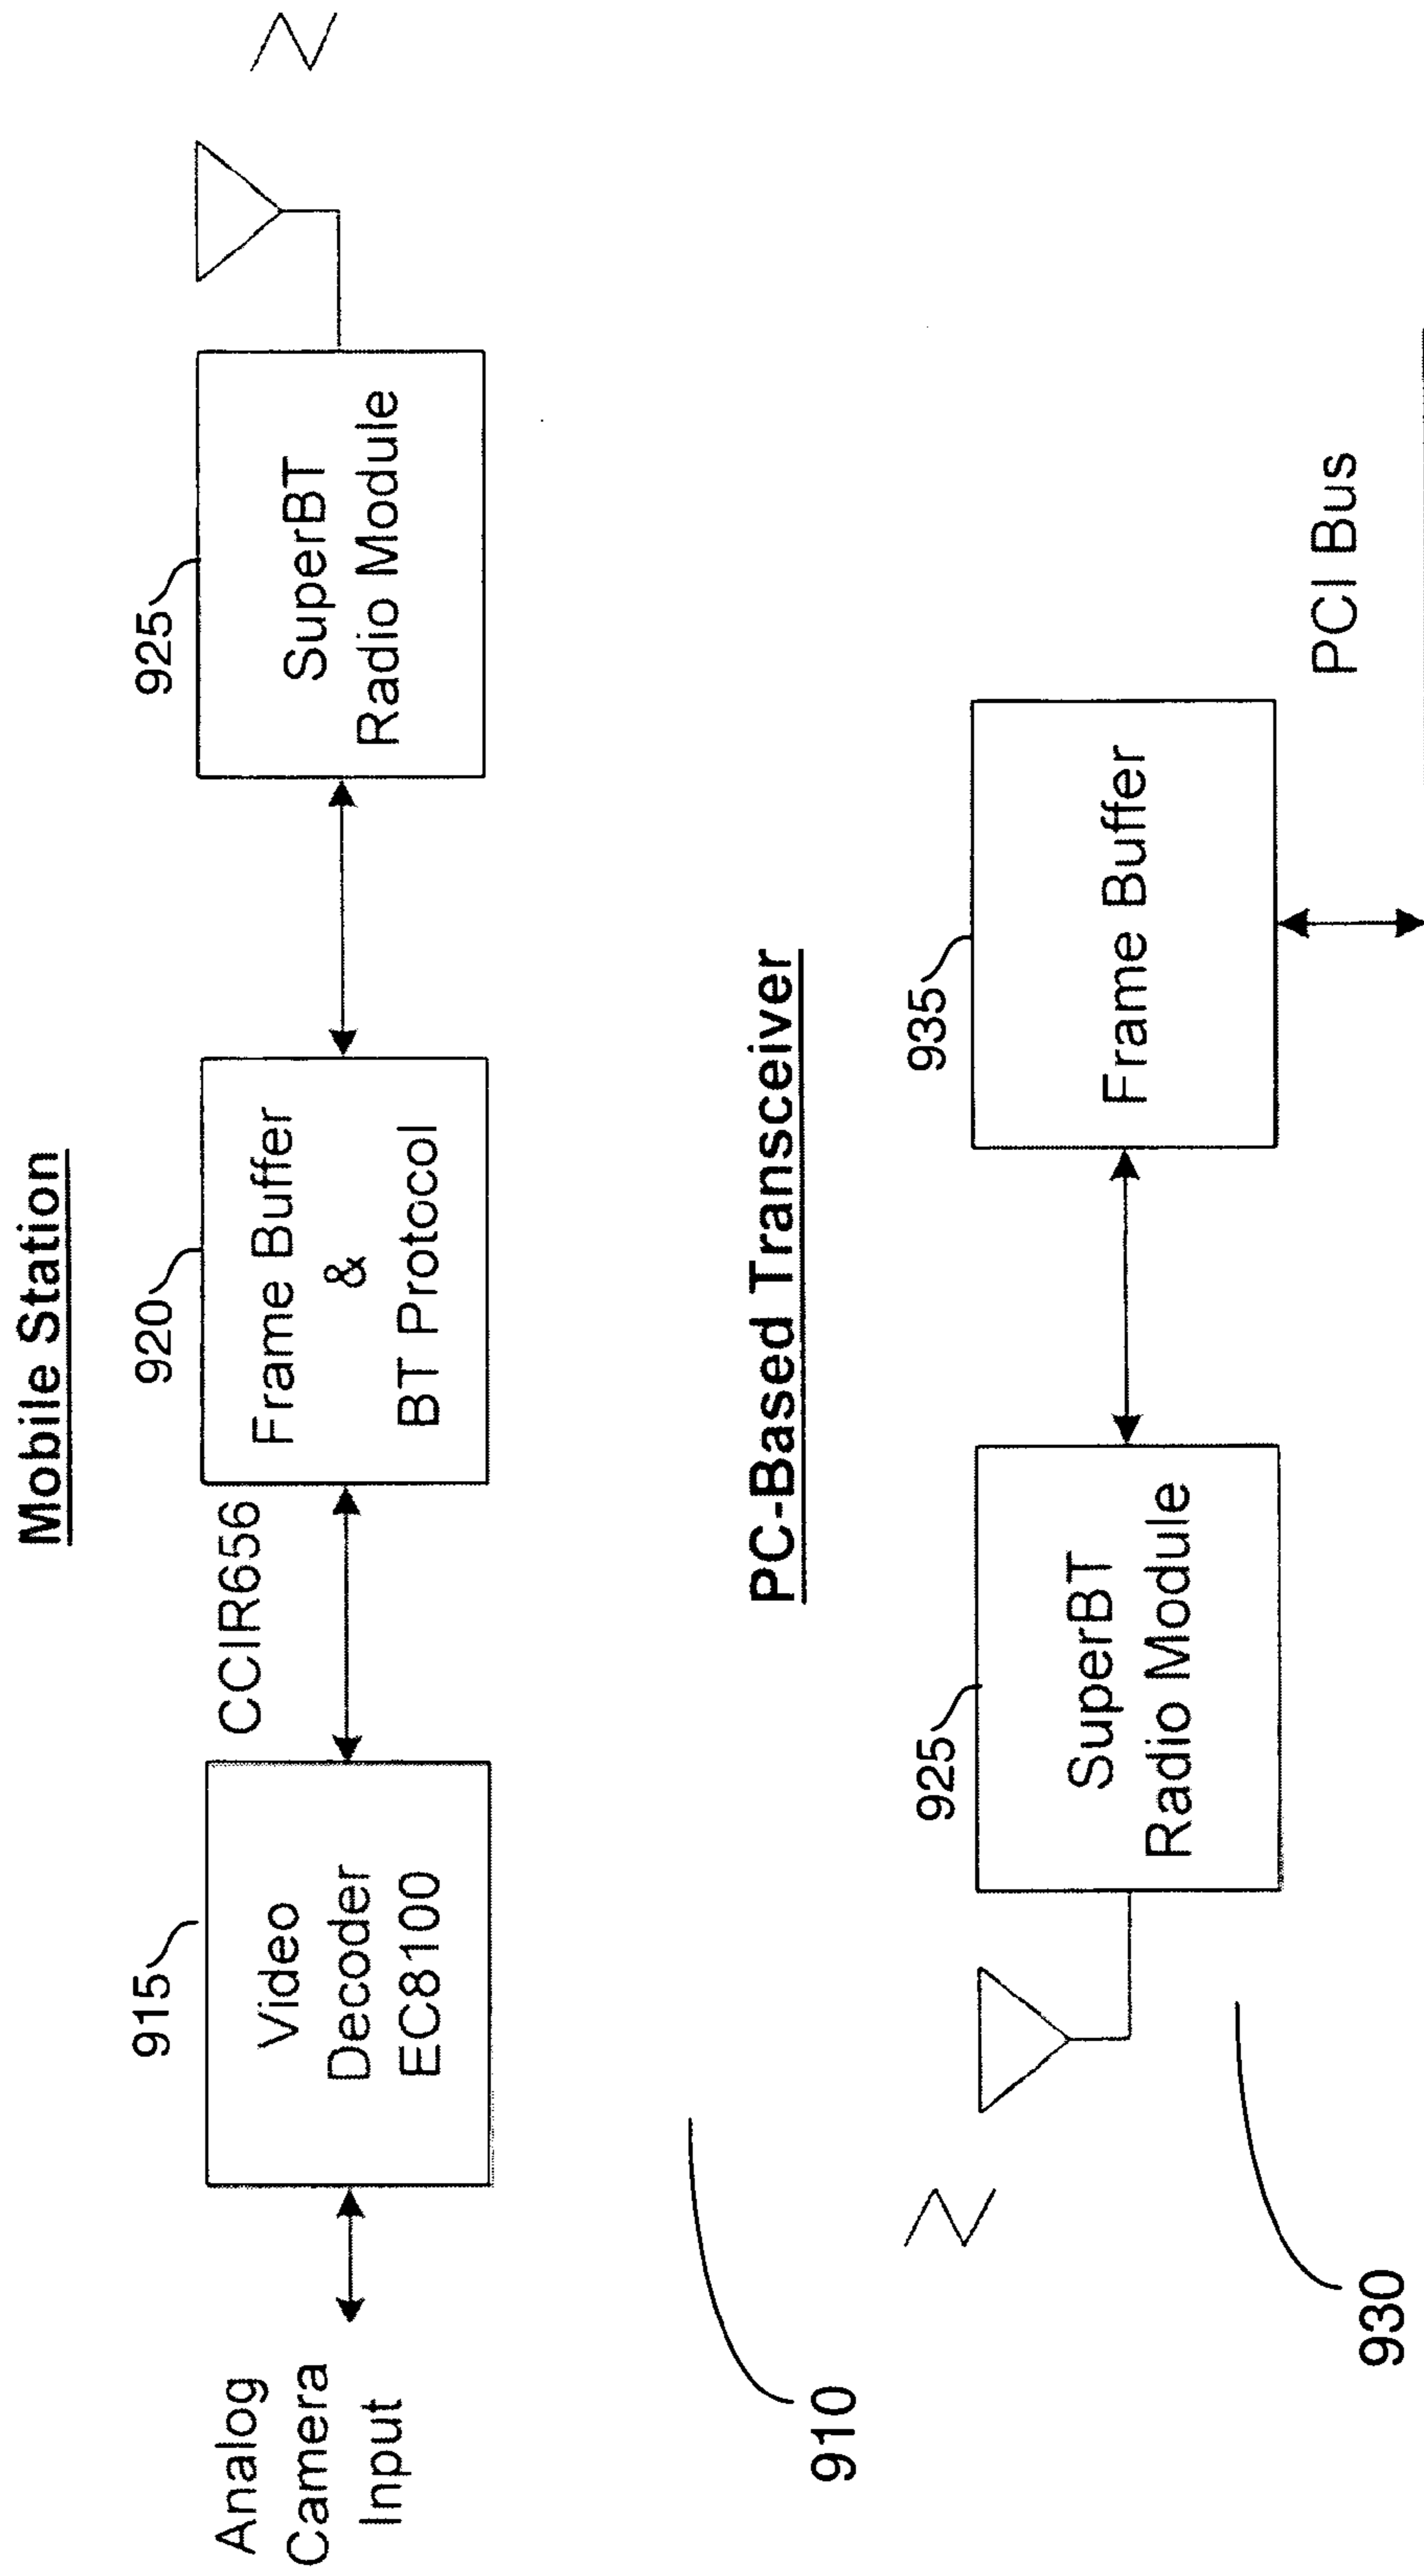 Mobile Station
915
920
925
Analog
Camera
Input
Video
Decoder
EC8100
CCIR656
Frame Buffer
&
BT Protocol
SuperBT
Radio Module
910
PC-Based Transceiver
925
935
SuperBT
Radio Module
Frame Buffer
930
PCI Bus